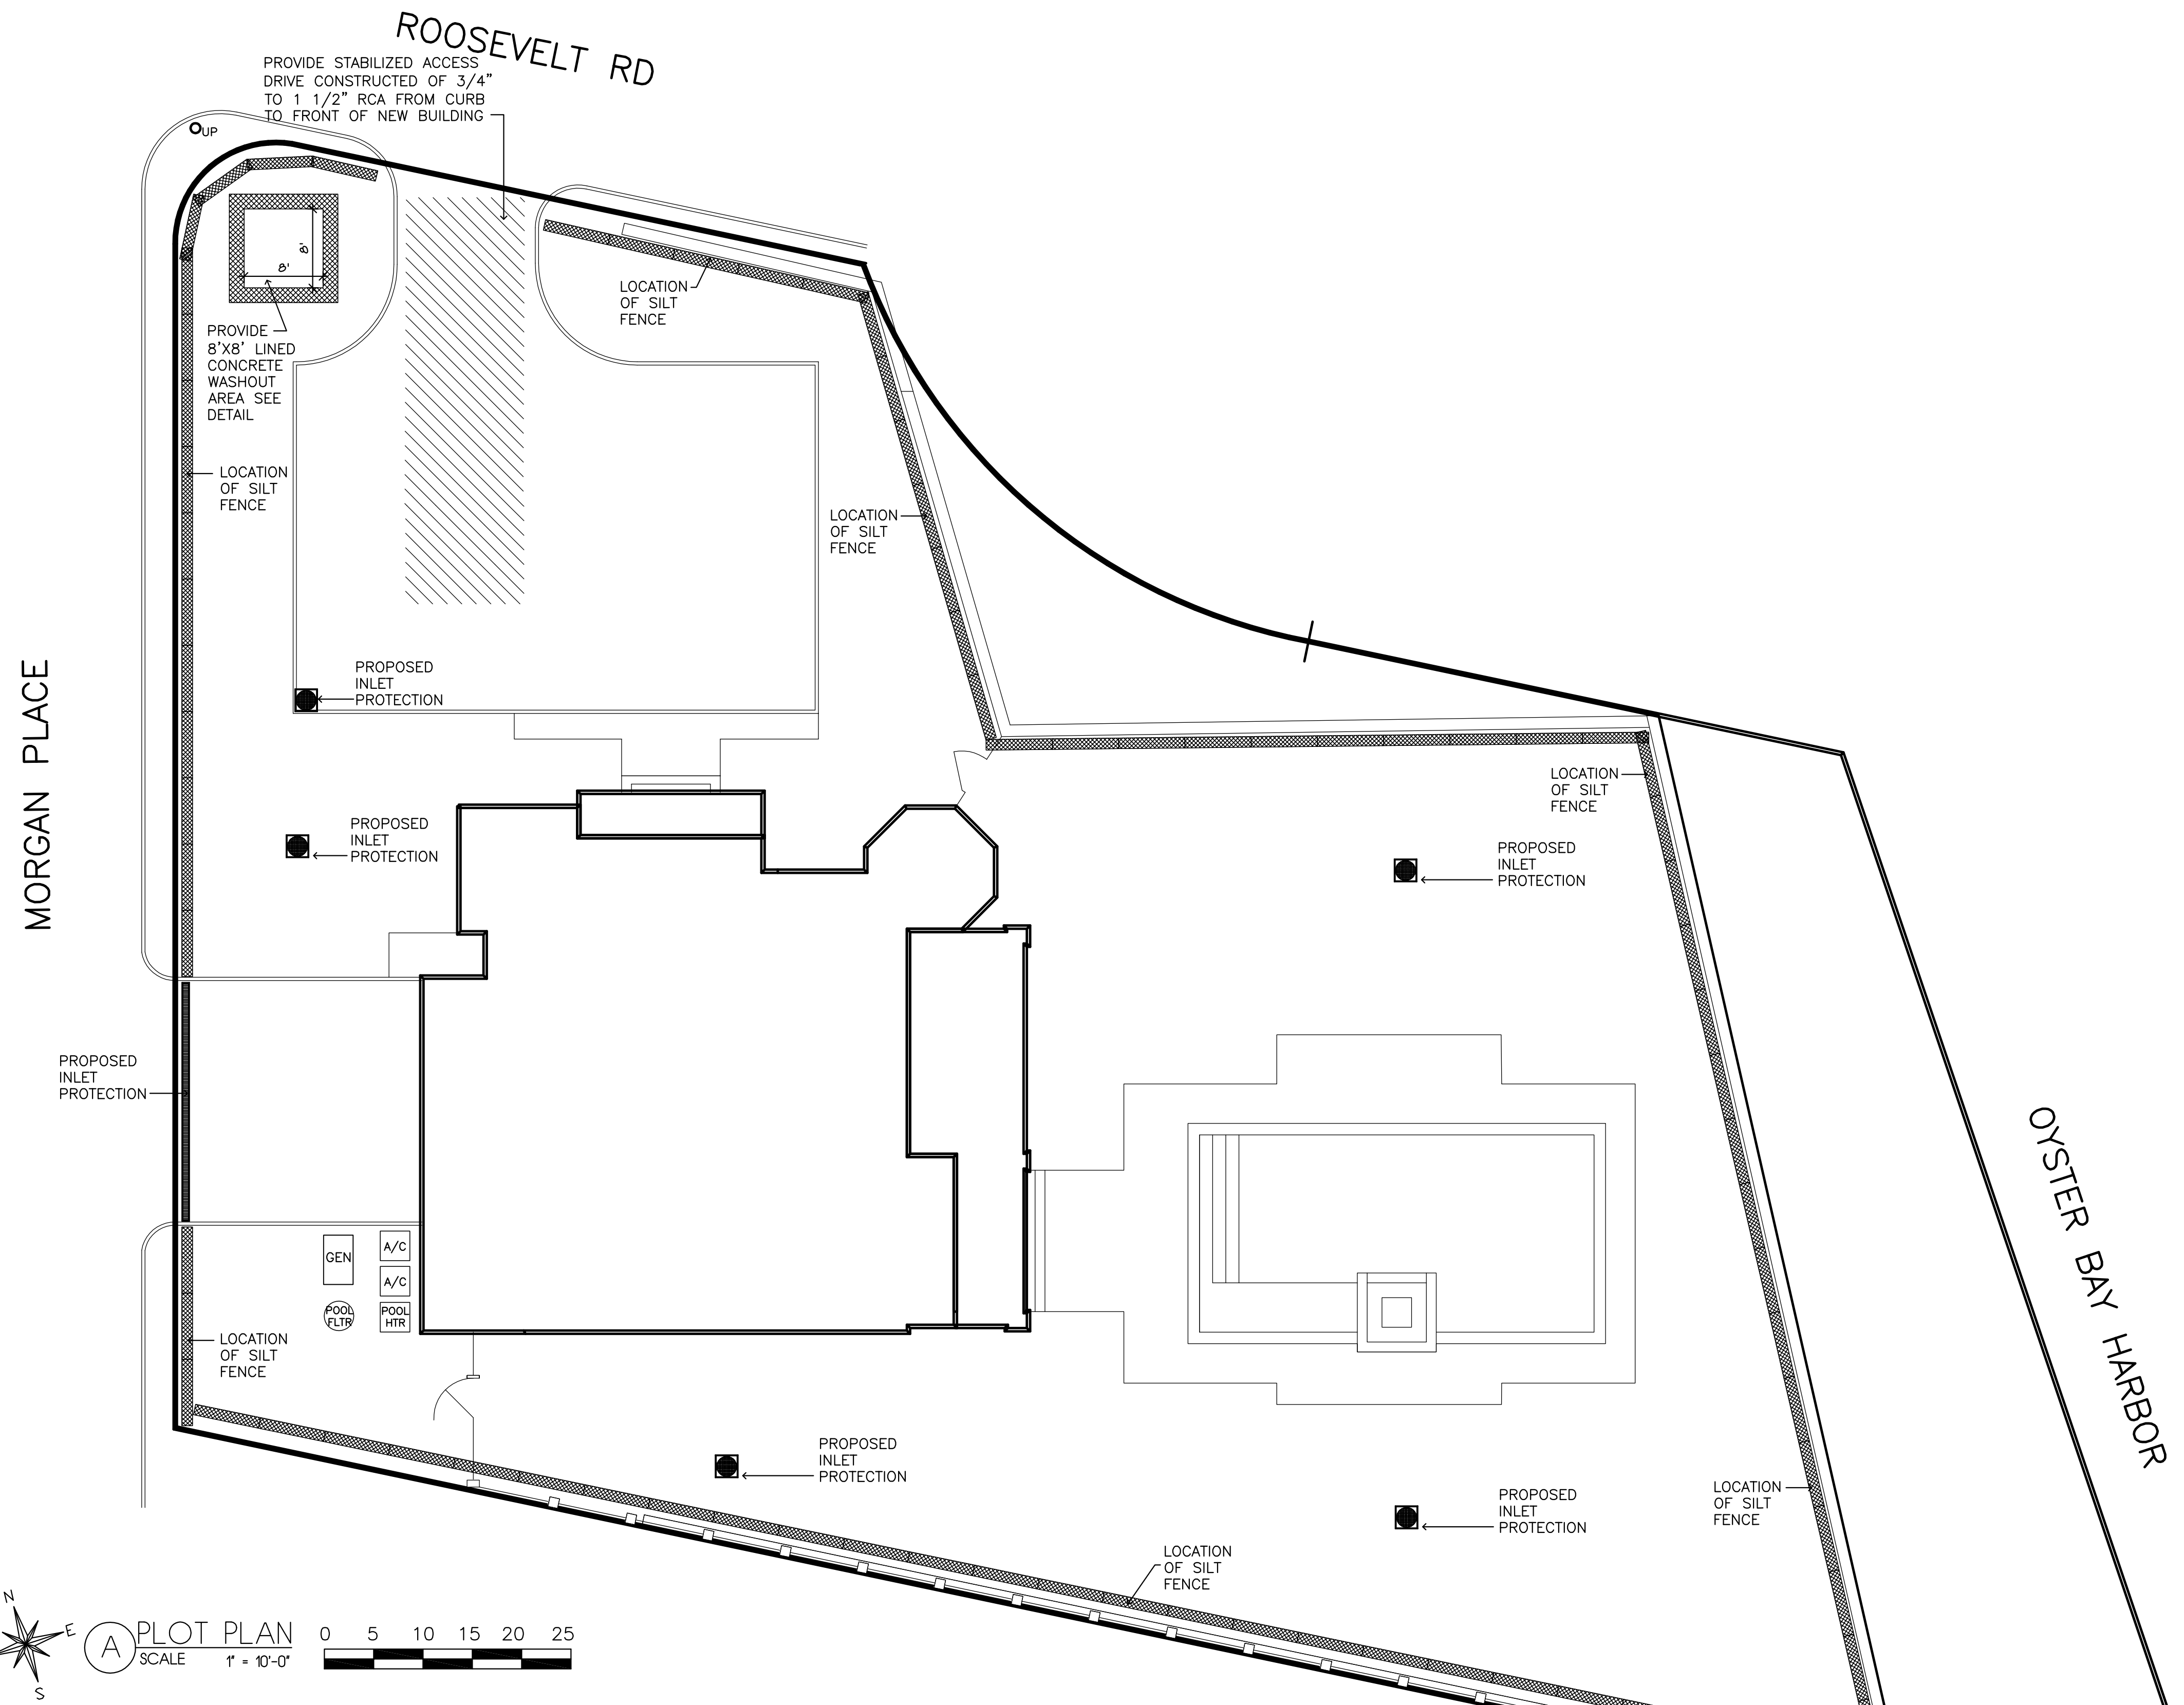 ROOSEVELT RD
PROVIDE STABILIZED ACCESS
DRIVE CONSTRUCTED OF 3/4"
TO 1 1/2" RCA FROM CURB
TO FRONT OF NEW BUILDING
UP
8'
8'
PROVIDE
8'X8' LINED
CONCRETE
WASHOUT
AREA SEE
DETAIL
LOCATION
OF SILT
FENCE
LOCATION
OF SILT
FENCE
LOCATION
OF SILT
FENCE
MORGAN PLACE
PROPOSED
INLET
PROTECTION
PROPOSED
INLET
PROTECTION
LOCATION
OF SILT
FENCE
PROPOSED
INLET
PROTECTION
PROPOSED
INLET
PROTECTION
OYSTER BAY HARBOR
GEN
A/C
A/C
POOL
FLTR
POOL
HTR
LOCATION
OF SILT
FENCE
PROPOSED
INLET
PROTECTION
PROPOSED
INLET
PROTECTION
LOCATION
OF SILT
FENCE
LOCATION
OF SILT
FENCE
N
E
S
A
PLOT PLAN
SCALE 1" = 10'-0"
0 5 10 15 20 25